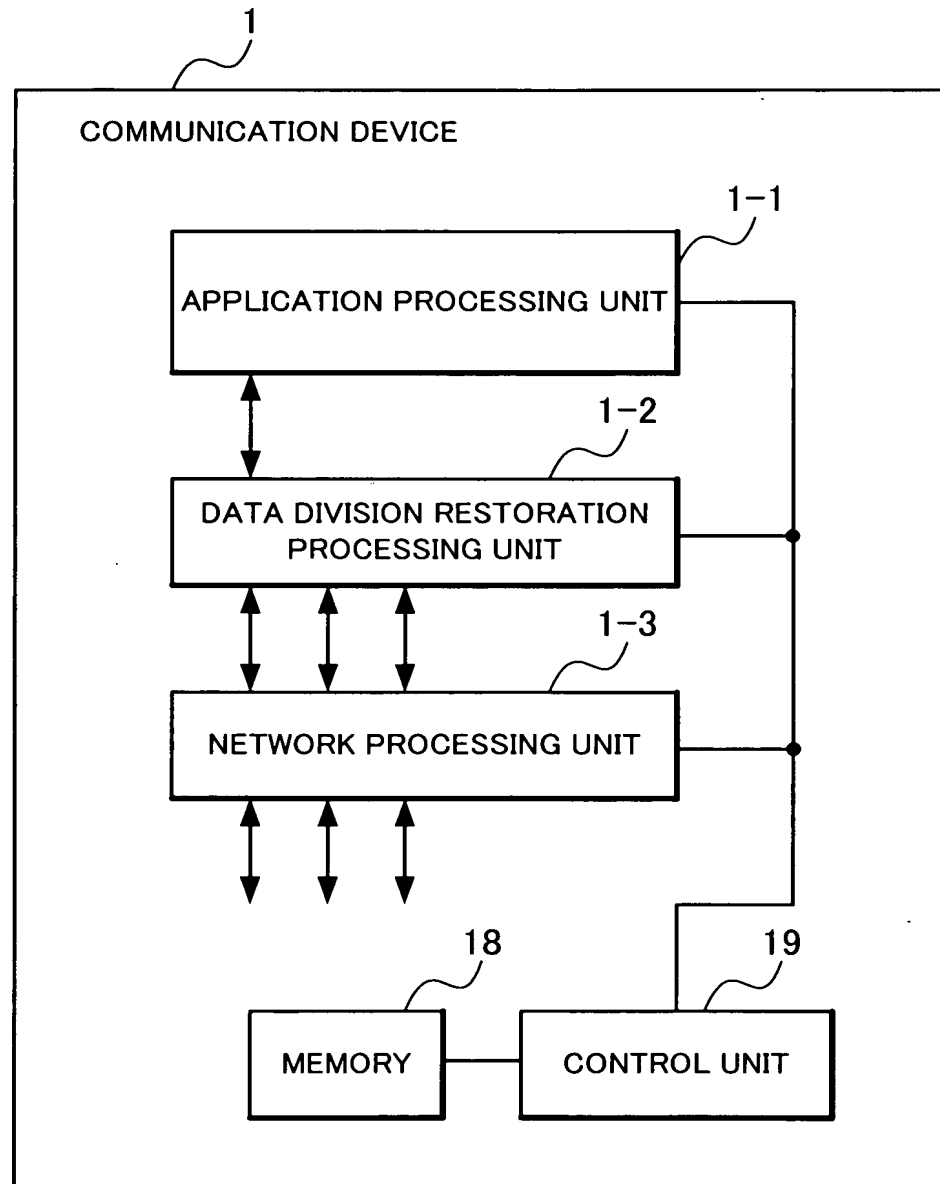 1
COMMUNICATION DEVICE
1-1
APPLICATION PROCESSING UNIT
1-2
DATA DIVISION RESTORATION
PROCESSING UNIT
1-3
NETWORK PROCESSING UNIT
18
19
MEMORY
CONTROL UNIT